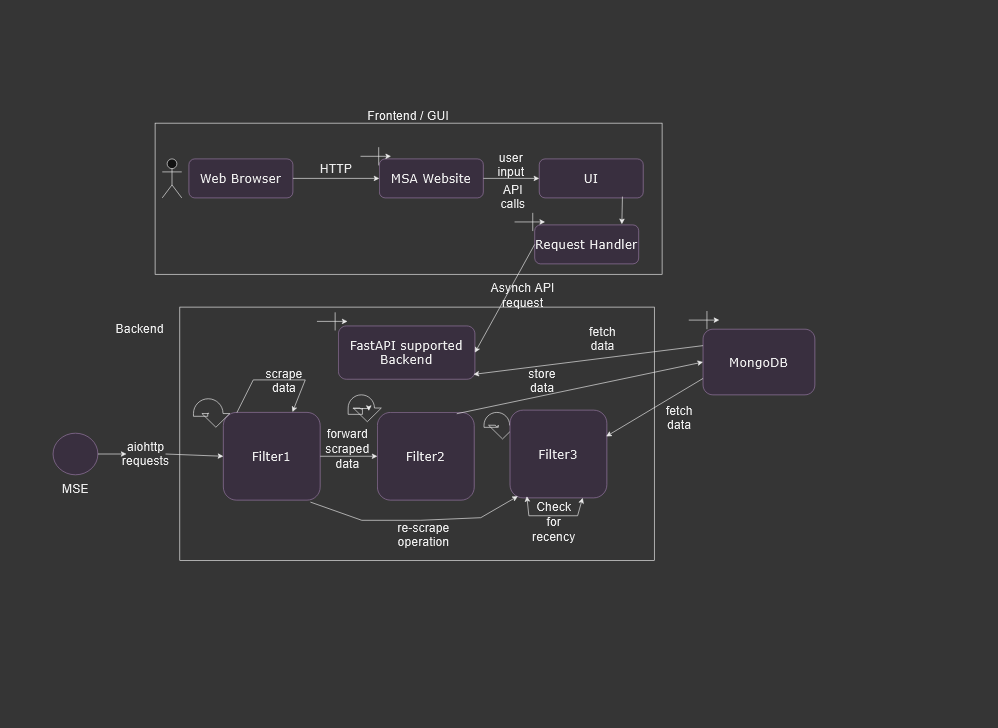 Frontend / GUI
Web Browser
HTTP
MSA Website
user
input
API
calls
UI
Request Handler
Asynch API
request
Backend
FastAPI supported
Backend
fetch
data
MongoDB
store
data
fetch
data
scrape
data
MSE
aiohttp
requests
Filter1
forward
scraped
data
Filter2
Filter3
Check
for
recency
re-scrape
operation